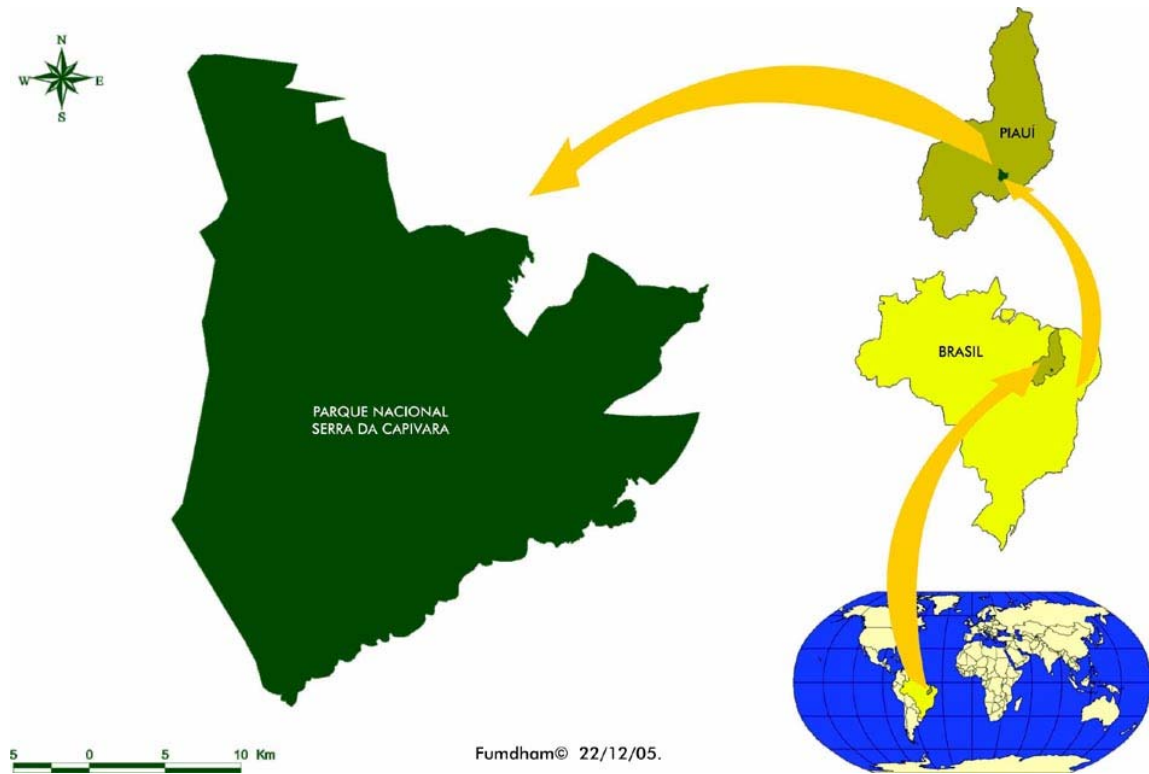 N
W E
S
PIAUÍ
BRASIL
PARQUE NACIONAL
SERRA DA CAPIVARA
5 0 5 10 Km
Fumdham© 22/12/05.